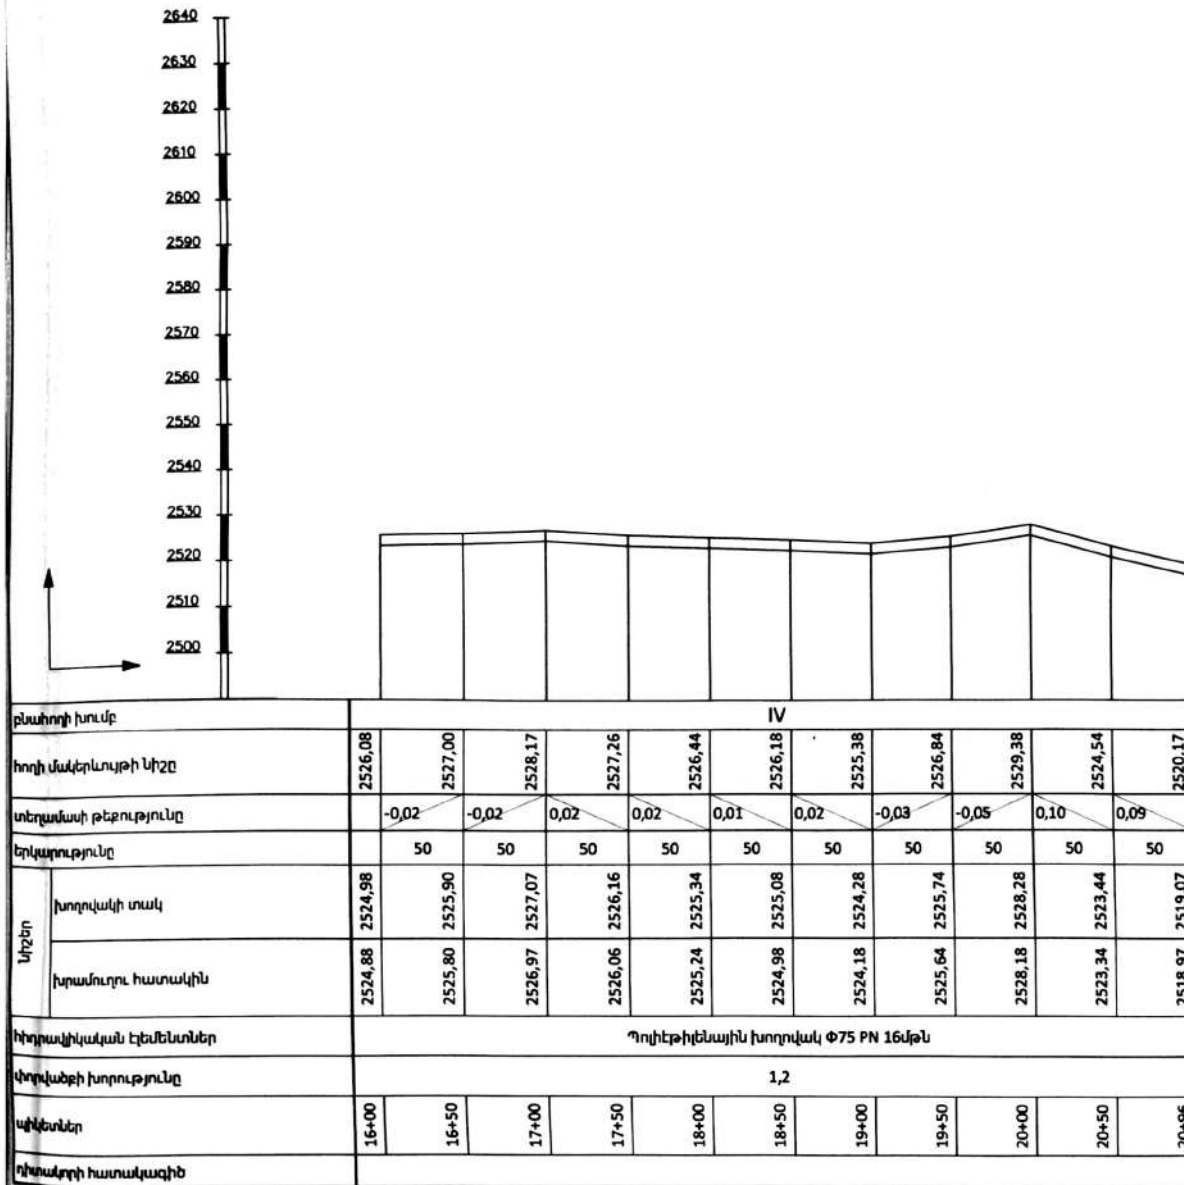 2640
2630
2620
2610
2600
2590
2580
2570
2560
2550
2540
2530
2520
2510
2500
բնահողի խումբ IV
հողի մակերևույթի նիշը 2526,08 2527,00 2528,17 2527,26 2526,44 2526,18 2525,38 2526,84 2529,38 2524,54 2520,17
տեղամասի թեքությունը -0,02 -0,02 0,02 0,02 0,01 0,02 -0,03 -0,05 0,10 0,09
երկարությունը 50 50 50 50 50 50 50 50 50 50
նիշեր
խողովակի տակ 2524,98 2525,90 2527,07 2526,16 2525,34 2525,08 2524,28 2525,74 2528,28 2523,44 2519,07
խրամուղու հատակին 2524,88 2525,80 2526,97 2526,06 2525,24 2524,98 2524,18 2525,64 2528,18 2523,34 2518,97
հիդրավլիկական էլեմենտներ Պոլիէթիլենային խողովակ Փ75 PN 16մթն
փորվածքի խորությունը 1,2
պիկետներ 16+00 16+50 17+00 17+50 18+00 18+50 19+00 19+50 20+00 20+50 20+96
դիտակորի հատակագիծ